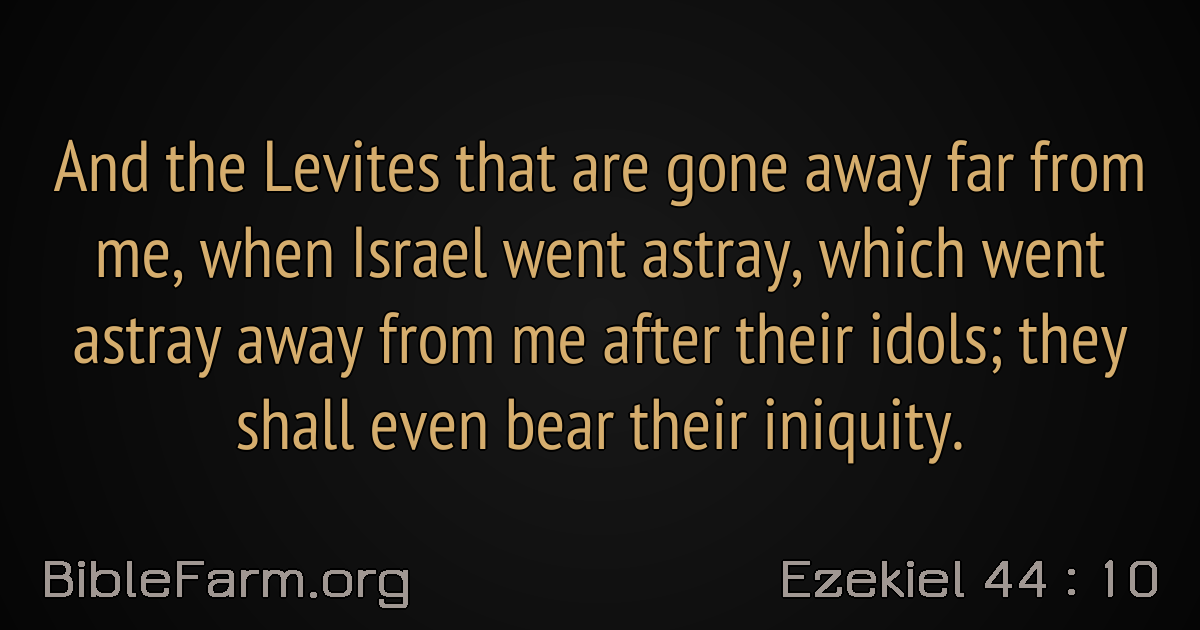 And the Levites that are gone away far from
me, when Israel went astray, which went
astray away from me after their idols; they
shall even bear their iniquity.
BibleFarm.org
Ezekiel 44 : 10